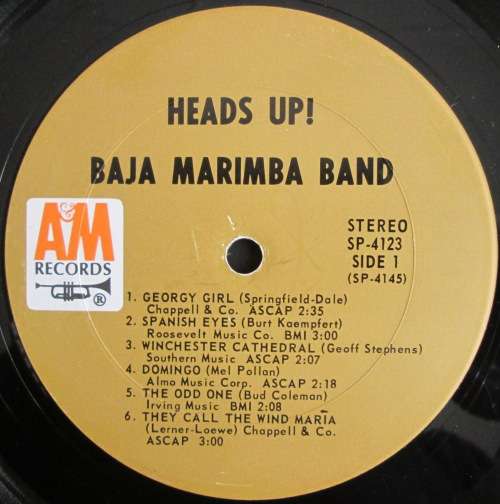 HEADS UP!
BAJA MARIMBA BAND
A&M
RECORDS
®
STEREO
SP-4123
SIDE 1
(SP-4145)
1. GEORGY GIRL (Springfield-Dale)
Chappell & Co. ASCAP 2:35
2. SPANISH EYES (Burt Kaempfert)
Roosevelt Music Co. BMI 3:00
3. WINCHESTER CATHEDRAL (Geoff Stephens)
Southern Music ASCAP 2:07
4. DOMINGO (Mel Pollan)
Almo Music Corp. ASCAP 2:18
5. THE ODD ONE (Bud Coleman)
Irving Music BMI 2:08
6. THEY CALL THE WIND MARĪA
(Lerner-Loewe) Chappell & Co.
ASCAP 3:00